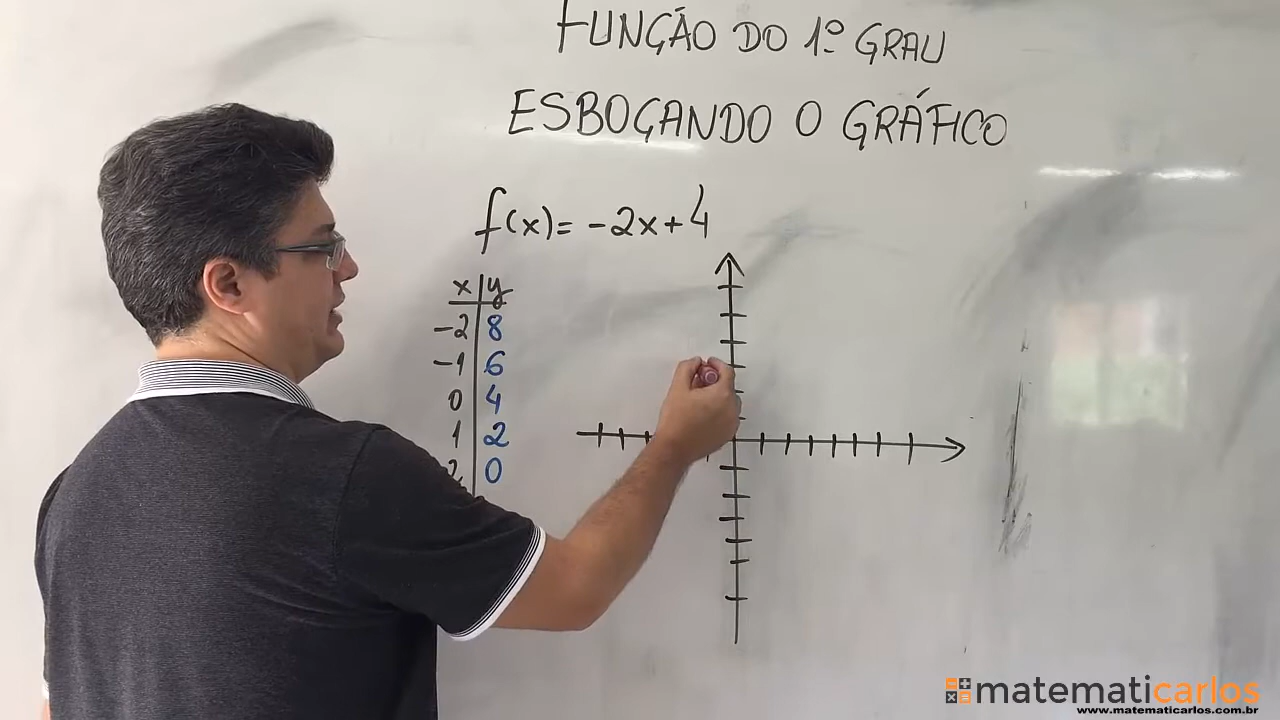 FUNÇÃO DO 1º GRAU
ESBOÇANDO O GRÁFICO
f(x)= -2x+4
x y
-2 8
-1 6
0 4
1 2
2 0
matematicarlos
www.matematicarlos.com.br